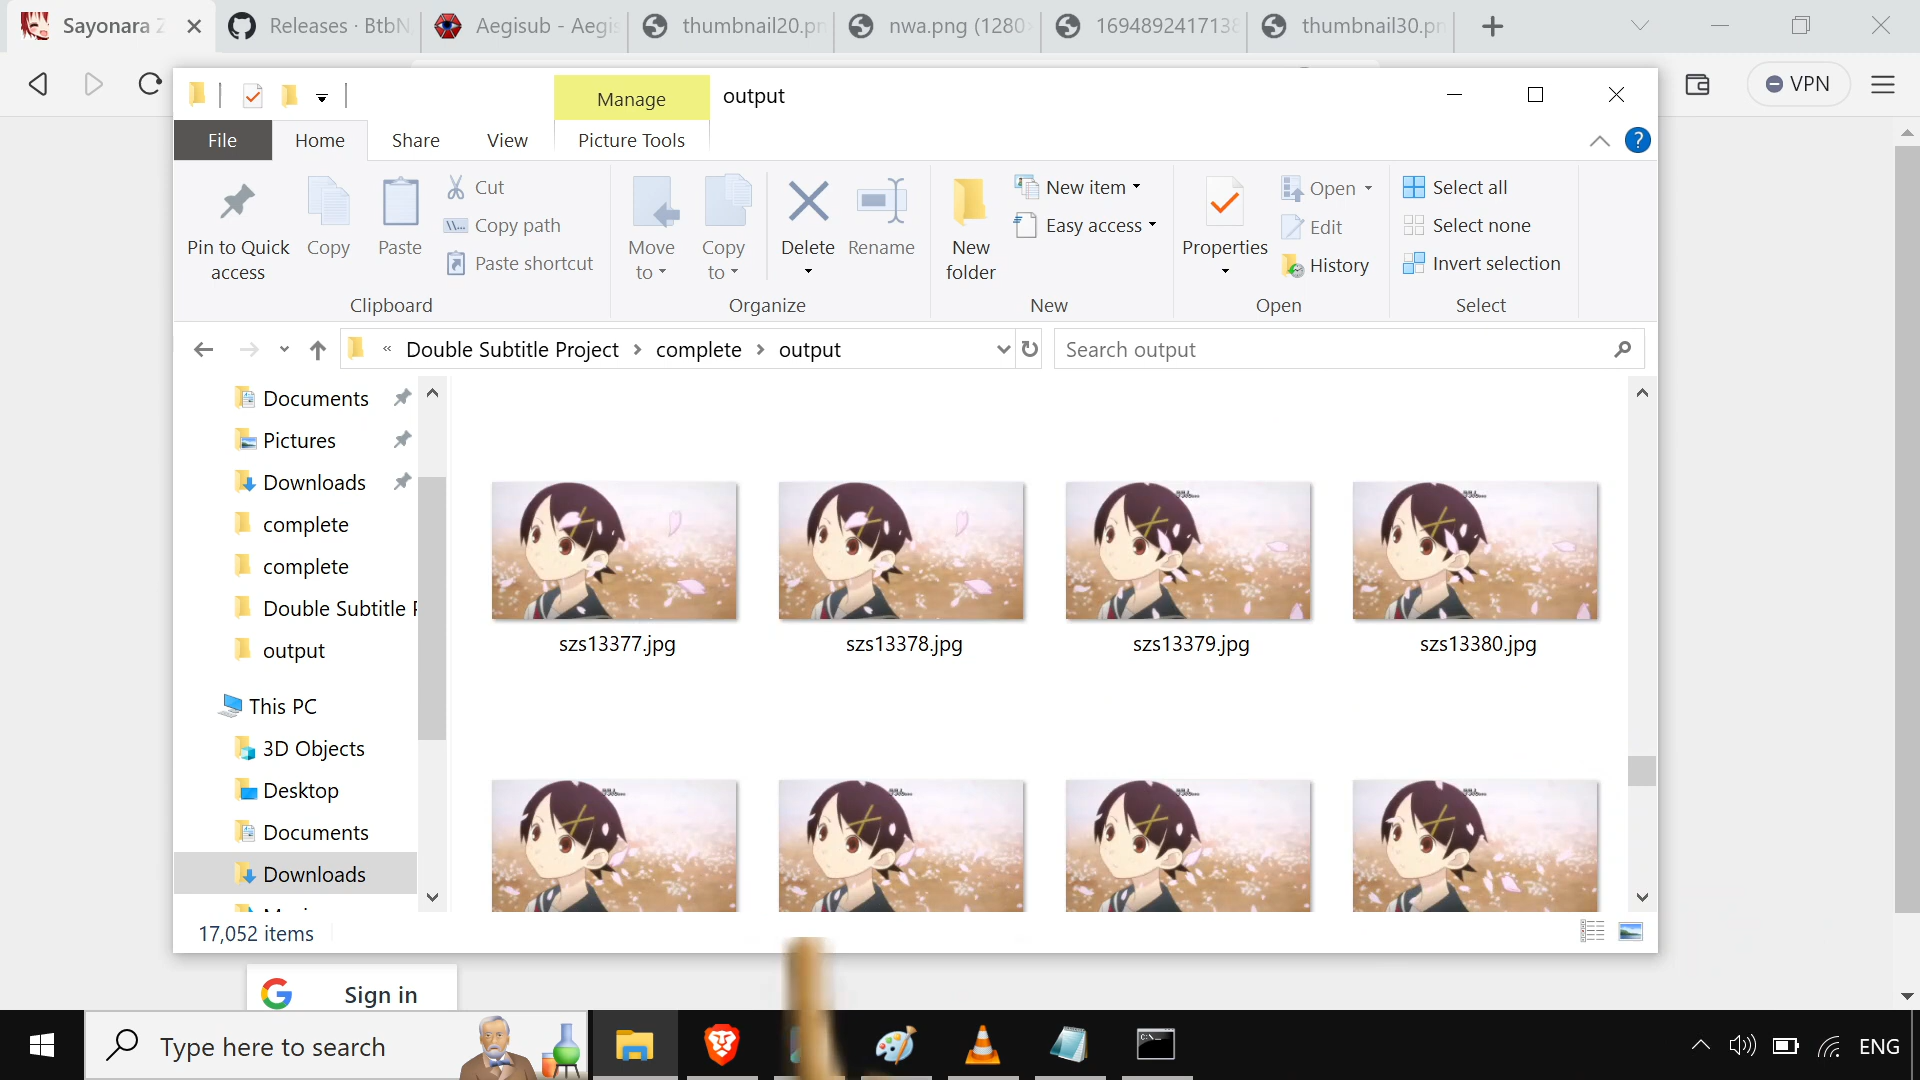 Sayonara Z
Releases · BtbN
Aegisub - Aegis
thumbnail20.pn
nwa.png (1280
1694892417138
thumbnail30.pn
VPN
Manage
output
File
Home
Share
View
Picture Tools
Pin to Quick access
Copy
Paste
Cut
Copy path
Paste shortcut
Clipboard
Move to
Copy to
Delete
Rename
Organize
New folder
New item
Easy access
New
Properties
Open
Edit
History
Open
Select all
Select none
Invert selection
Select
« Double Subtitle Project > complete > output
Search output
Documents
Pictures
Downloads
complete
complete
Double Subtitle P
output
This PC
3D Objects
Desktop
Documents
Downloads
szs13377.jpg
szs13378.jpg
szs13379.jpg
szs13380.jpg
17,052 items
Sign in
Type here to search
ENG